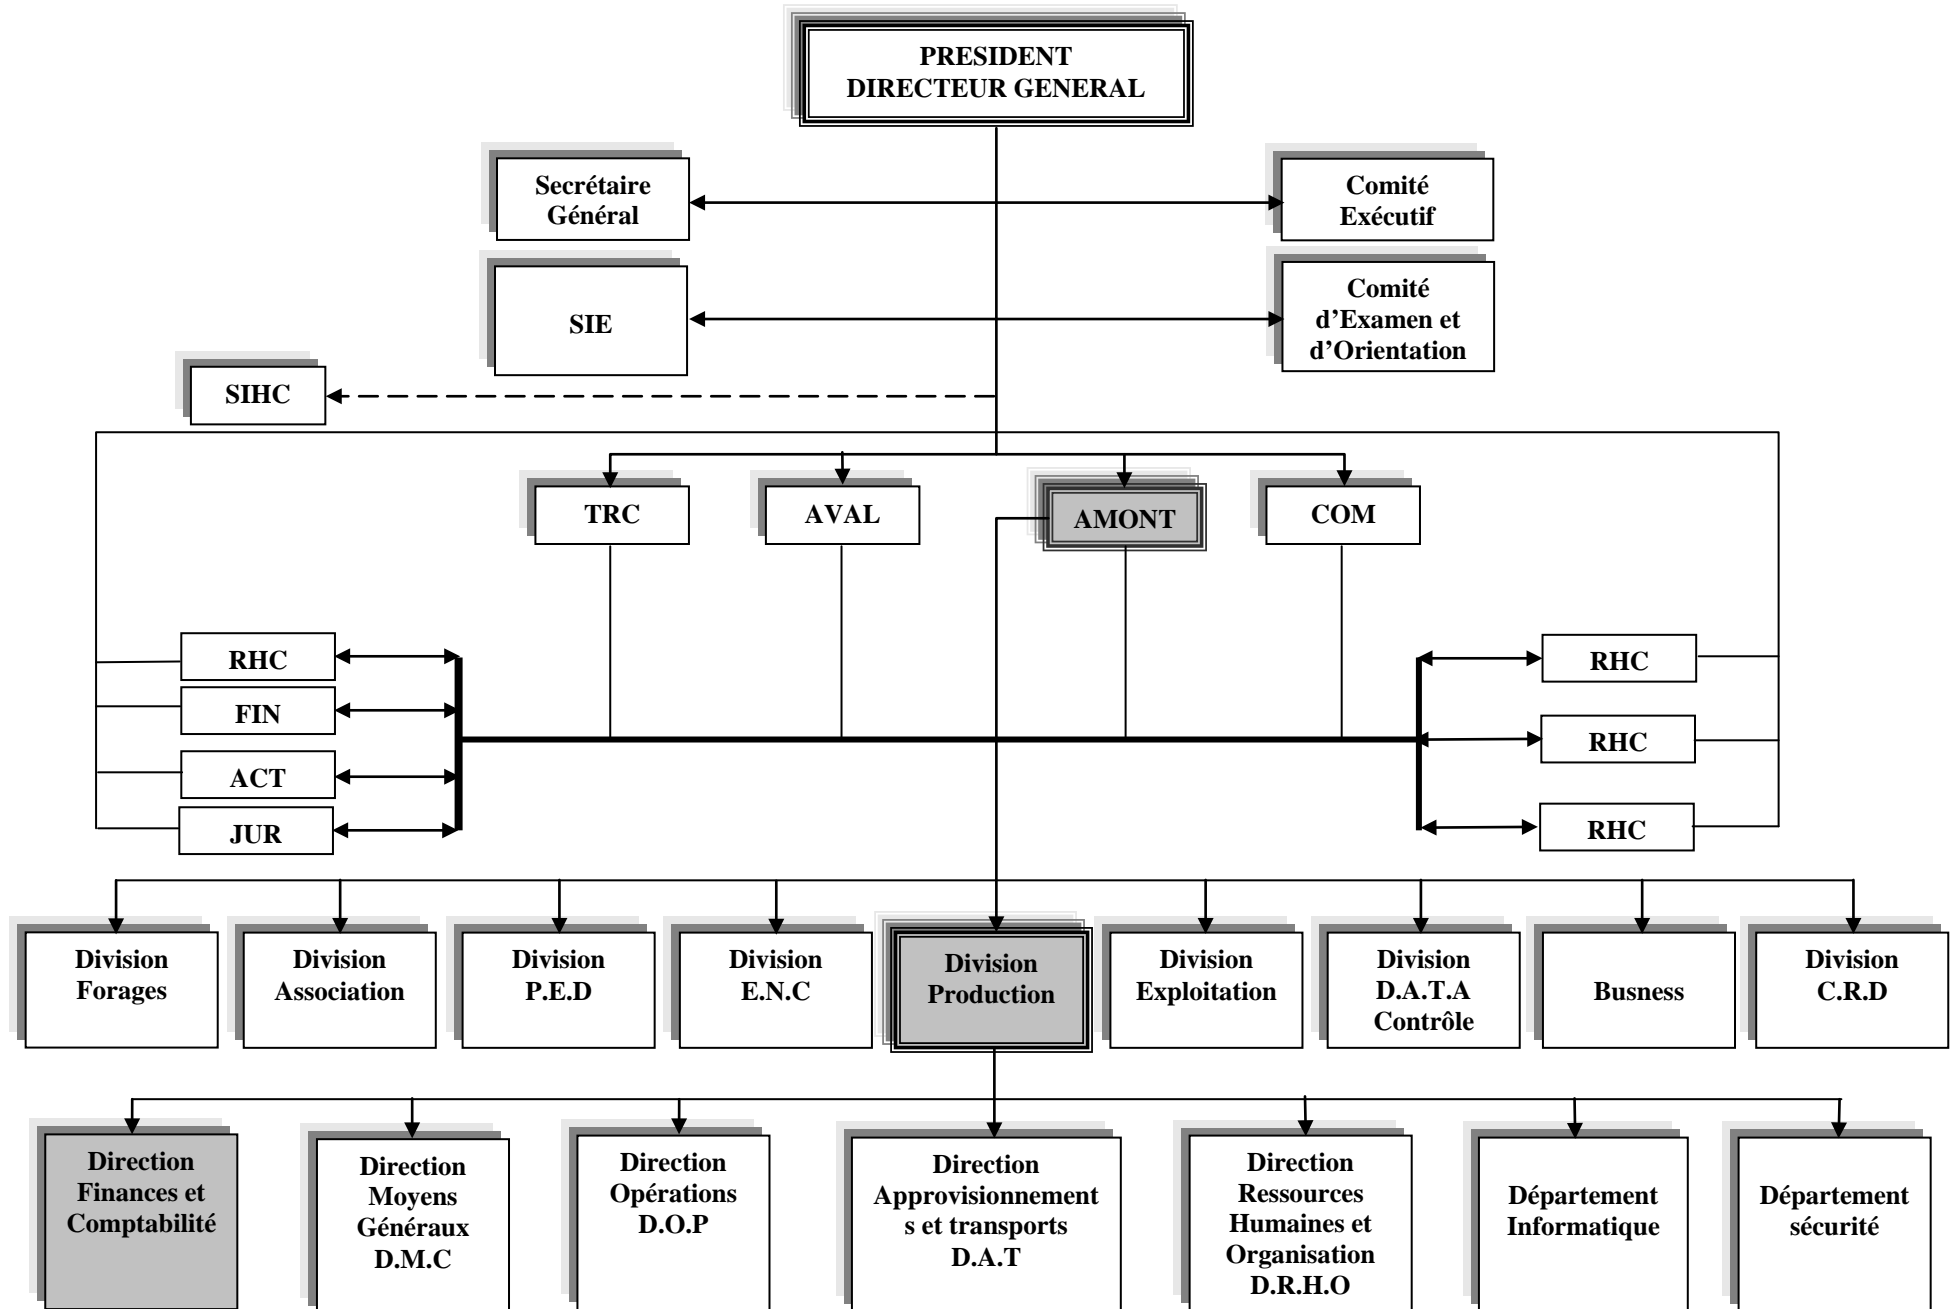 PRESIDENT
DIRECTEUR GENERAL
Secrétaire
Général
Comité
Exécutif
SIE
Comité
d’Examen et
d’Orientation
SIHC
TRC
AVAL
AMONT
COM
RHC
FIN
ACT
JUR
RHC
RHC
RHC
Division
Forages
Division
Association
Division
P.E.D
Division
E.N.C
Division
Production
Division
Exploitation
Division
D.A.T.A
Contrôle
Busness
Division
C.R.D
Direction
Finances et
Comptabilité
Direction
Moyens
Généraux
D.M.C
Direction
Opérations
D.O.P
Direction
Approvisionnement
s et transports
D.A.T
Direction
Ressources
Humaines et
Organisation
D.R.H.O
Département
Informatique
Département
sécurité